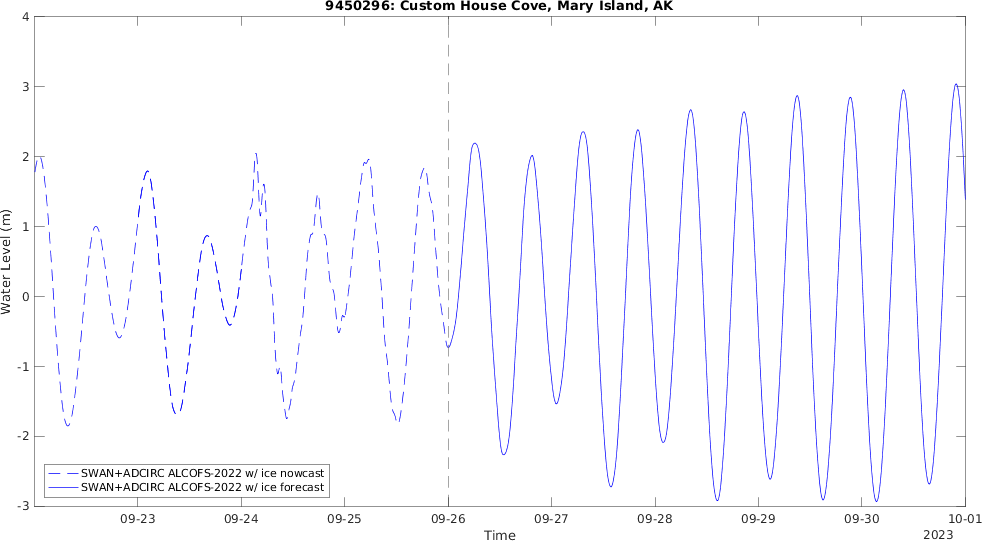 9450296: Custom House Cove, Mary Island, AK
4
3
2
1
0
-1
-2
-3
Water Level (m)
SWAN+ADCIRC ALCOFS-2022 w/ ice nowcast
SWAN+ADCIRC ALCOFS-2022 w/ ice forecast
09-23 09-24 09-25 09-26 09-27 09-28 09-29 09-30 10-01
Time
2023